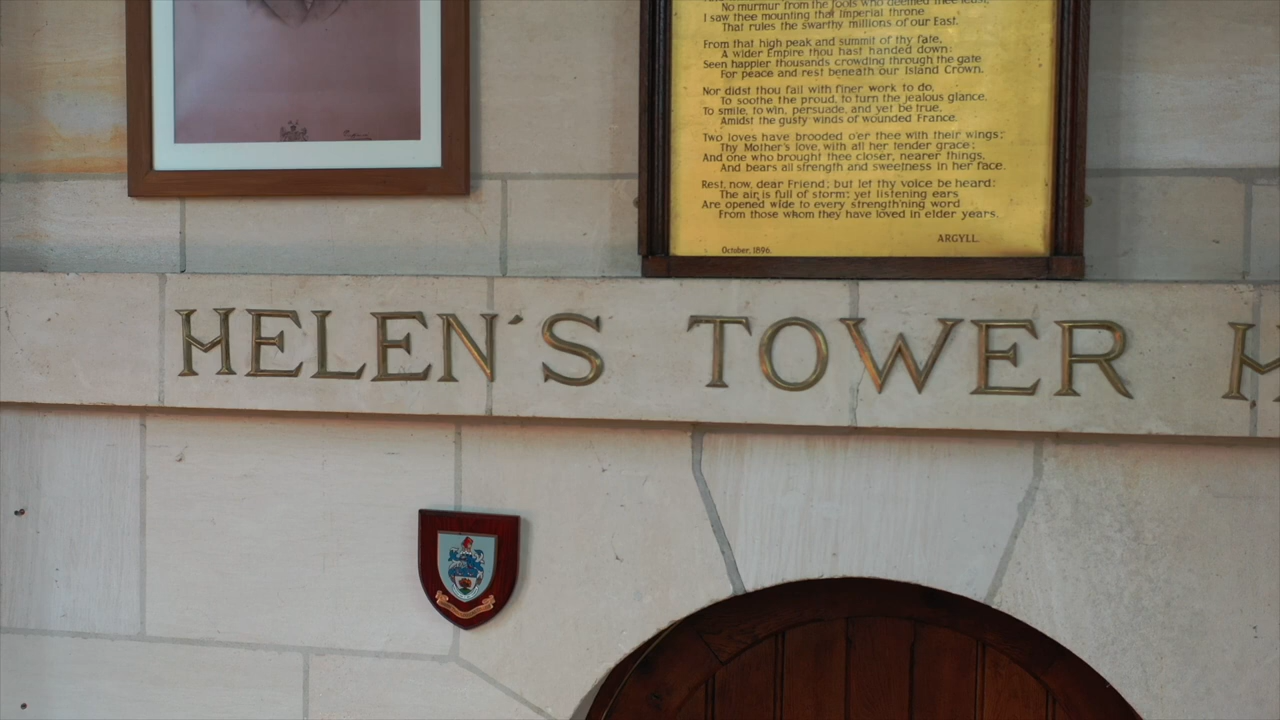 No murmur from the fools who deemed thee least,
I saw thee mounting that Imperial throne
That rules the swarthy millions of our East.
From that high peak and summit of thy fate,
A wider Empire thou hast handed down:
Seen happier thousands crowding through the gate
For peace and rest beneath our Island Crown.
Nor didst thou fail with finer work to do,
To soothe the proud, to turn the jealous glance,
To smile, to win, persuade, and yet be true,
Amidst the gusty winds of wounded France.
Two loves have brooded o'er thee with their wings;
Thy Mother's love, with all her tender grace;
And one who brought thee closer, nearer things,
And bears all strength and sweetness in her face.
Rest, now, dear Friend; but let thy voice be heard:
The air is full of storm; yet listening ears
Are opened wide to every strength'ning word
From those whom they have loved in elder years.
ARGYLL.
October, 1896.
HELEN'S TOWER H